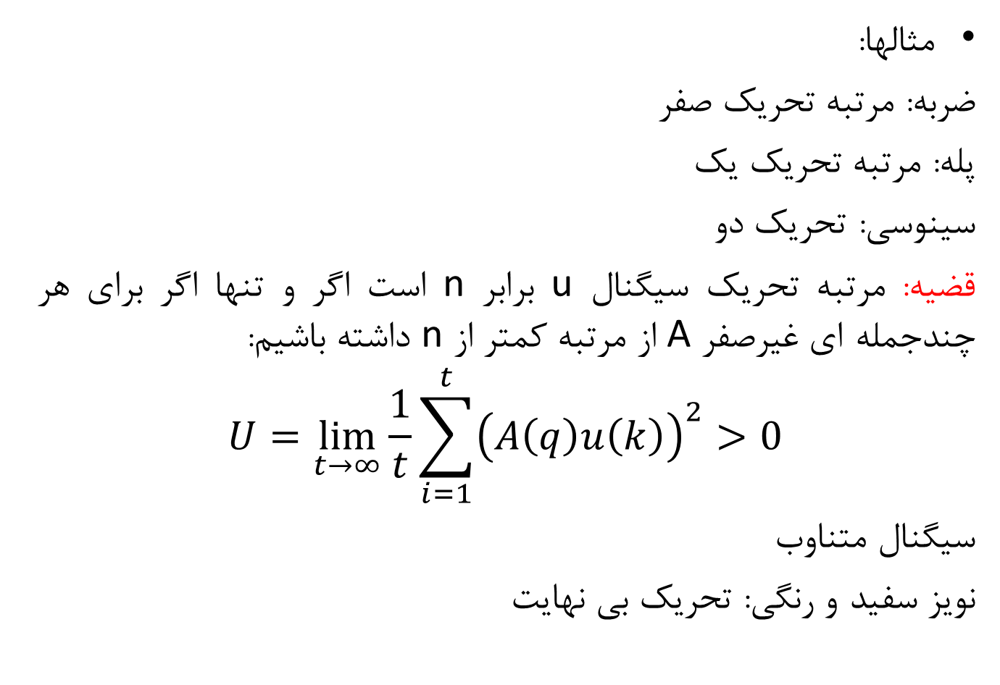 • مثالها:
ضربه: مرتبه تحریک صفر
پله: مرتبه تحریک یک
سینوسی: تحریک دو
قضیه: مرتبه تحریک سیگنال u برابر n است اگر و تنها اگر برای هر
چندجمله ای غیرصفر A از مرتبه کمتر از n داشته باشیم:
$U = \lim_{t \to \infty} \frac{1}{t} \sum_{i=1}^{t} \left( A(q)u(k) \right)^2 > 0$
سیگنال متناوب
نویز سفید و رنگی: تحریک بی نهایت